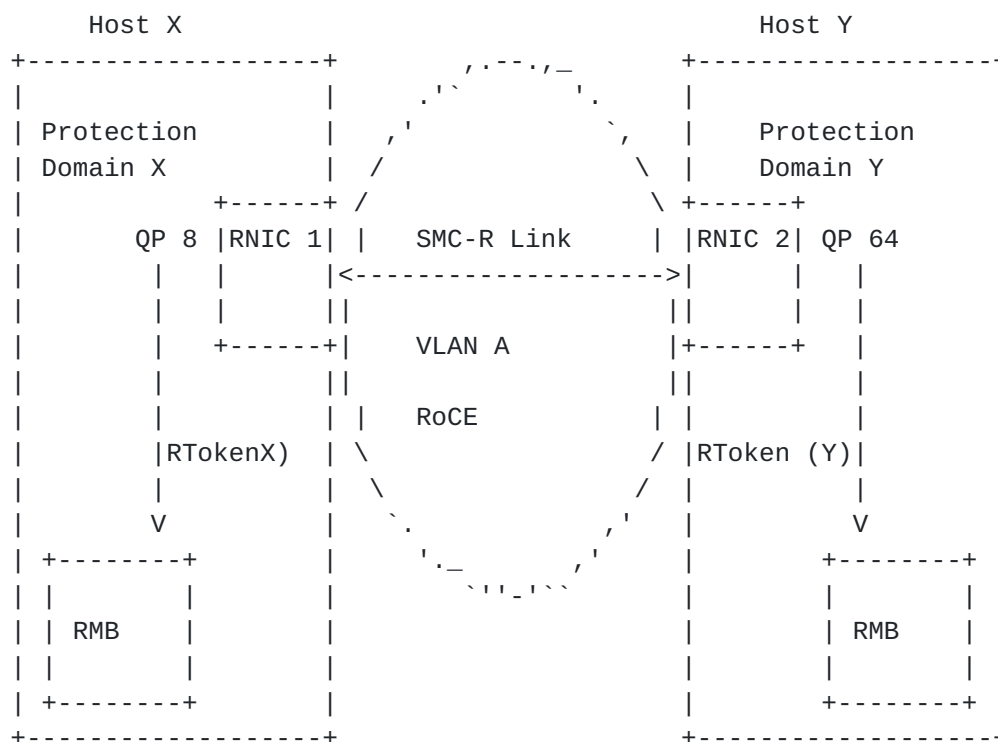 Host X Host Y
Protection Protection
Domain X Domain Y
QP 8 RNIC 1 SMC-R Link RNIC 2 QP 64
VLAN A
RoCE
RTokenX) RToken (Y)
V V
RMB RMB